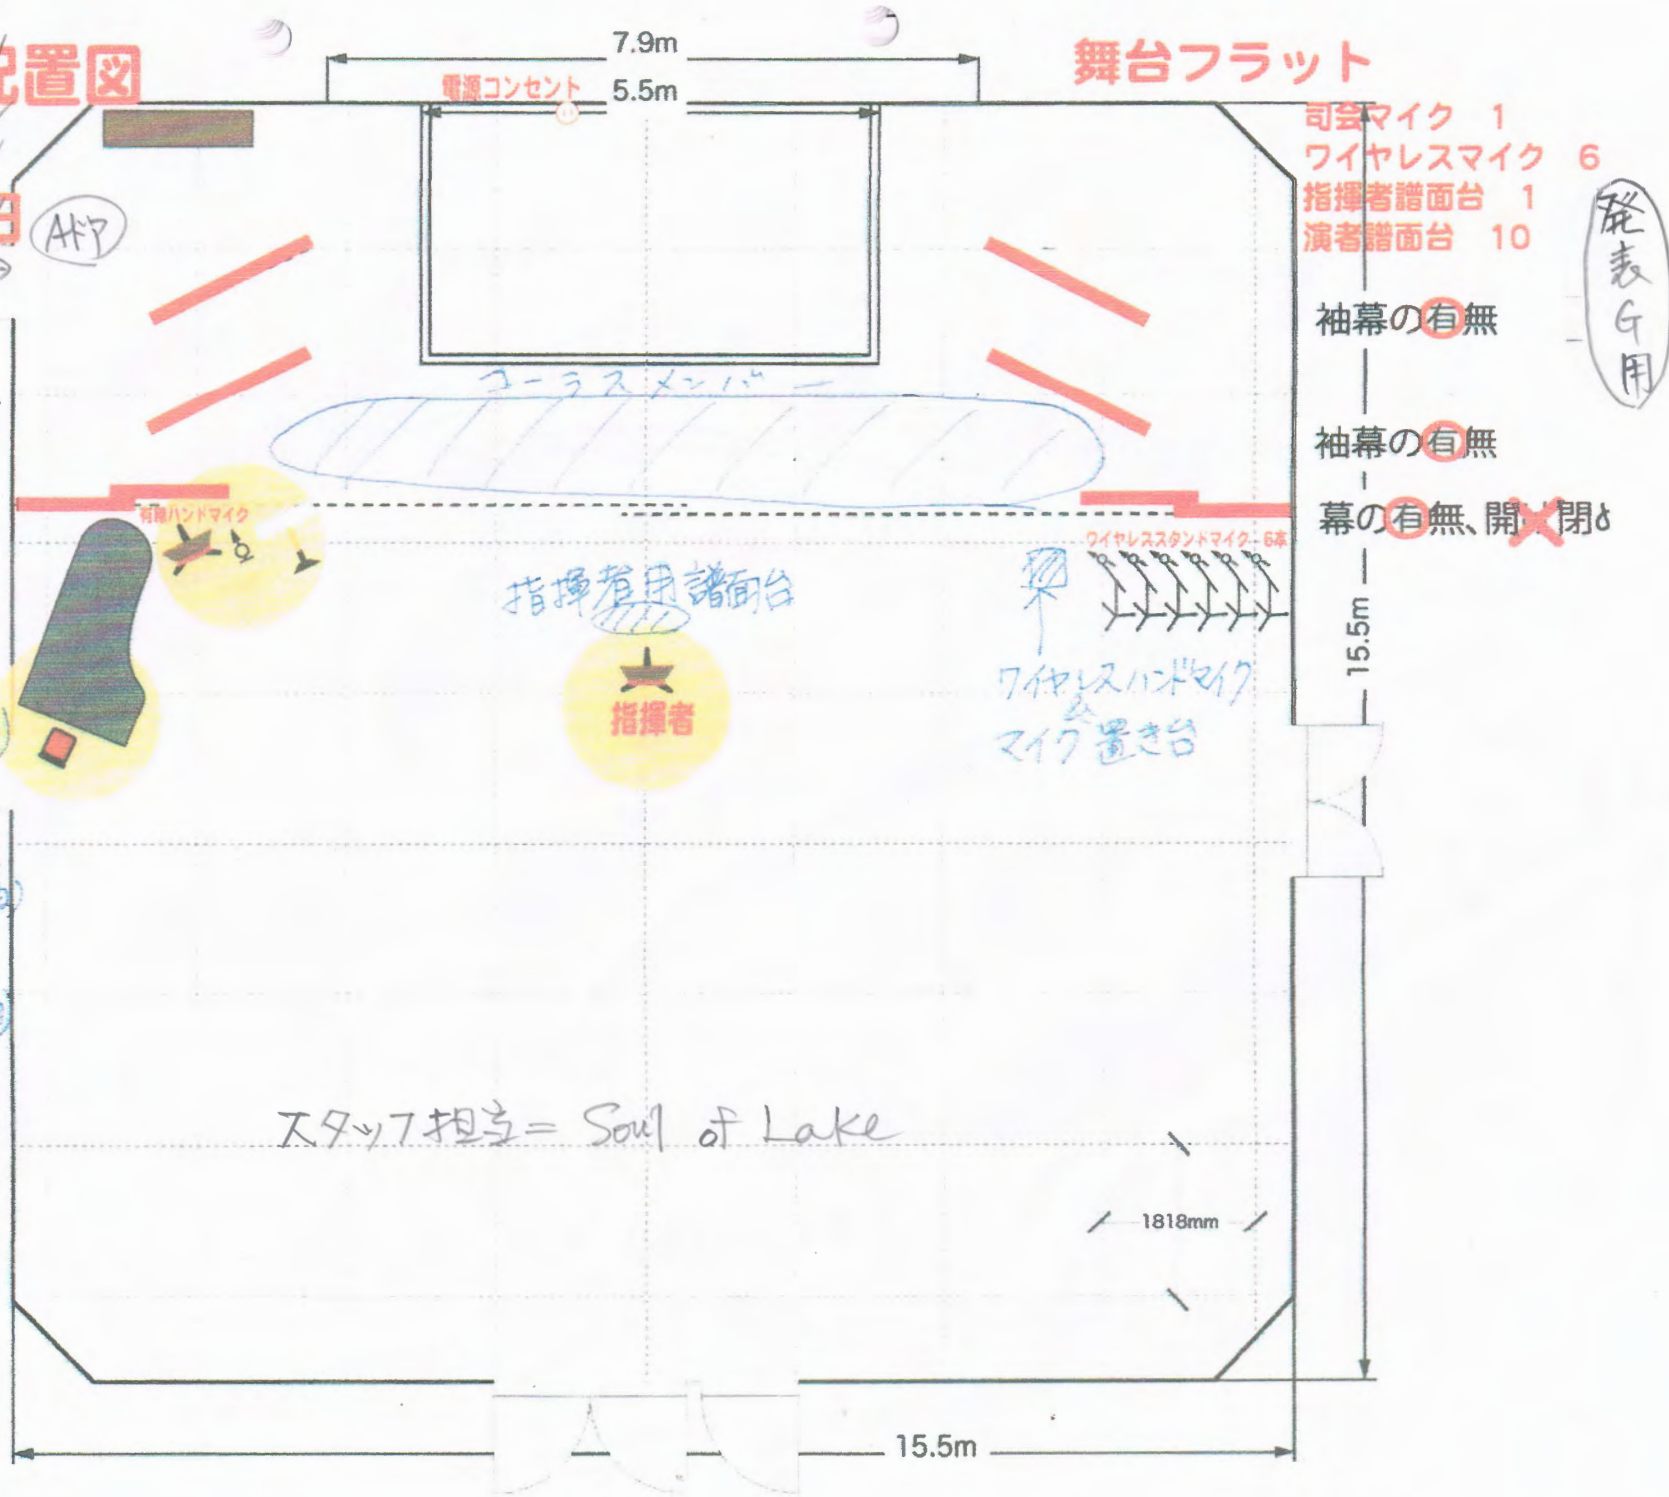 配置図
7.9m
電源コンセント
5.5m
舞台フラット
司会マイク 1
ワイヤレスマイク 6
指揮者譜面台 1
演者譜面台 10
Aドア
発表G用
袖幕の有無
コーラスメンバー
袖幕の有無
幕の有無、開 閉
有線ハンドマイク
ワイヤレススタンドマイク 6本
指揮者用譜面台
15.5m
指揮者
ワイヤレスハンドマイク
&
マイク置き台
スタッフ担当= Soul of Lake
1818mm
15.5m